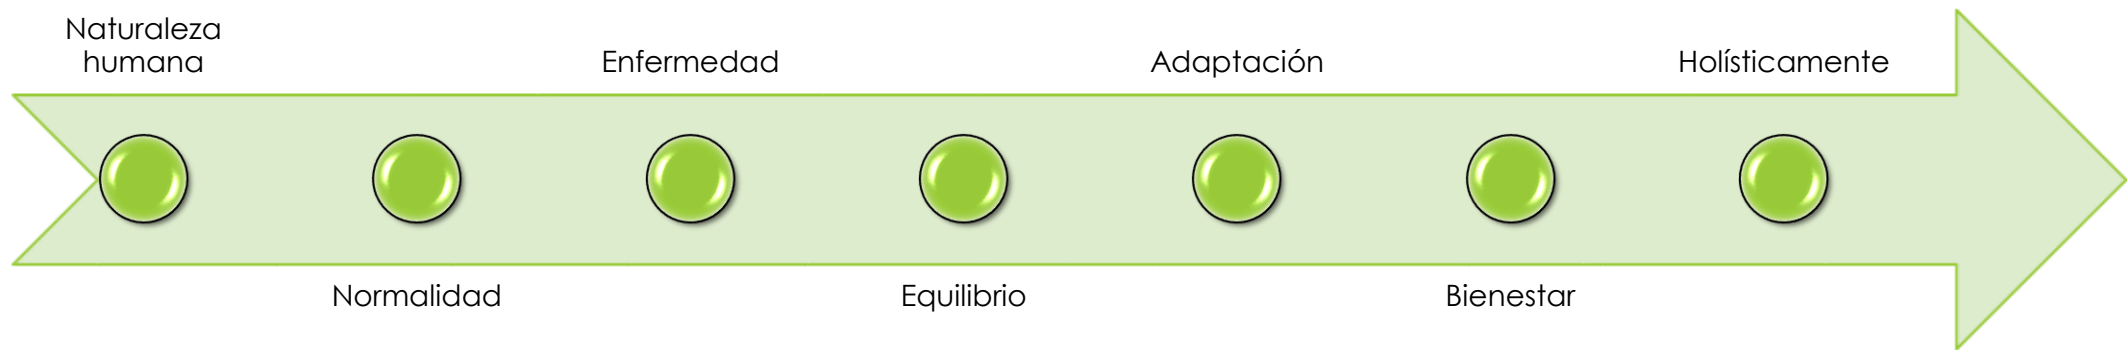 Naturaleza
humana
Normalidad
Enfermedad
Equilibrio
Adaptación
Bienestar
Holísticamente